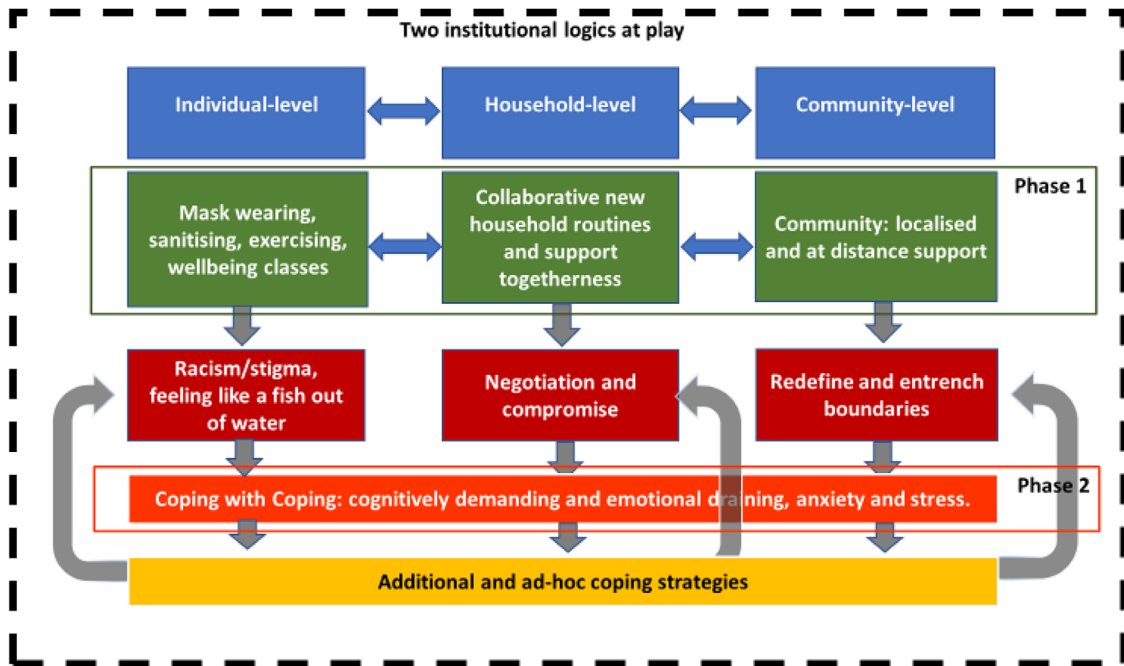 Two institutional logics at play
Individual-level
Household-level
Community-level
Phase 1
Mask wearing,
sanitising, exercising,
wellbeing classes
Collaborative new
household routines
and support
togetherness
Community: localised
and at distance support
Racism/stigma,
feeling like a fish out
of water
Negotiation and
compromise
Redefine and entrench
boundaries
Phase 2
Coping with Coping: cognitively demanding and emotional draining, anxiety and stress.
Additional and ad-hoc coping strategies